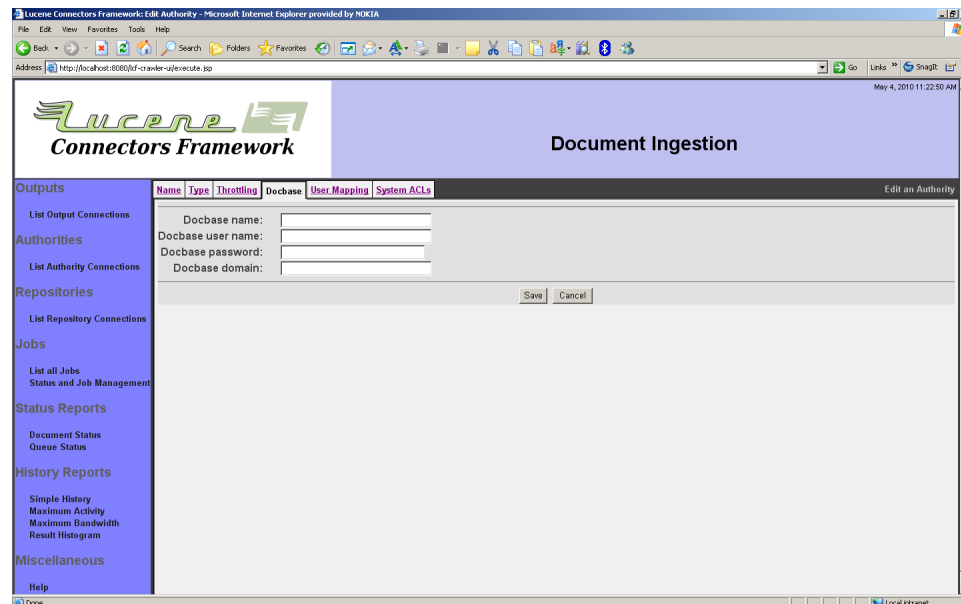 Lucene Connectors Framework: Edit Authority - Microsoft Internet Explorer provided by NOKIA
File Edit View Favorites Tools Help
Back Search Folders Favorites
Address http://localhost:8080/lcf-crawler-ui/execute.jsp Go Links » SnagIt
May 4, 2010 11:22:50 AM
Lucene
Connectors Framework
Document Ingestion
Name Type Throttling Docbase User Mapping System ACLs Edit an Authority
Outputs
List Output Connections
Authorities
List Authority Connections
Repositories
List Repository Connections
Jobs
List all Jobs
Status and Job Management
Status Reports
Document Status
Queue Status
History Reports
Simple History
Maximum Activity
Maximum Bandwidth
Result Histogram
Miscellaneous
Help
Docbase name:
Docbase user name:
Docbase password:
Docbase domain:
Save Cancel
Done Local intranet